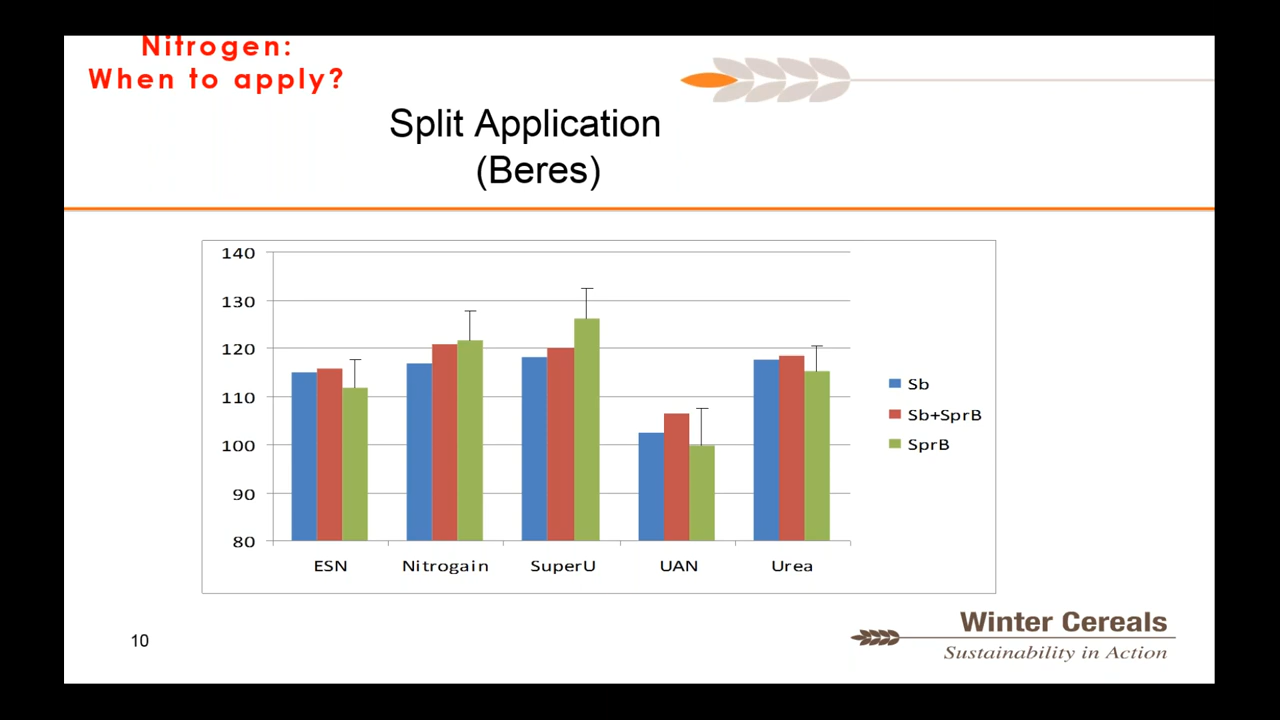 Nitrogen:
When to apply?
Split Application
(Beres)
140
130
120
110
100
90
80
ESN Nitrogain SuperU UAN Urea
Sb
Sb+SprB
SprB
10
Winter Cereals
Sustainability in Action